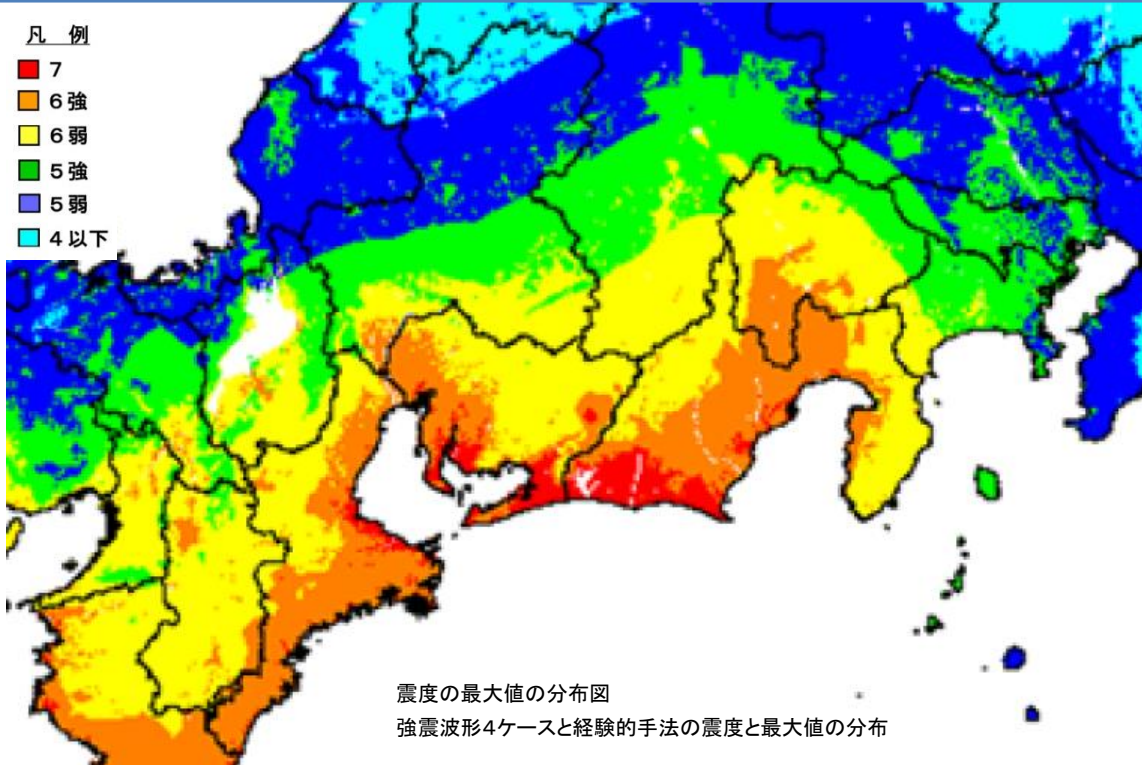 凡 例
7
6強
6弱
5強
5弱
4以下
震度の最大値の分布図
強震波形4ケースと経験的手法の震度と最大値の分布